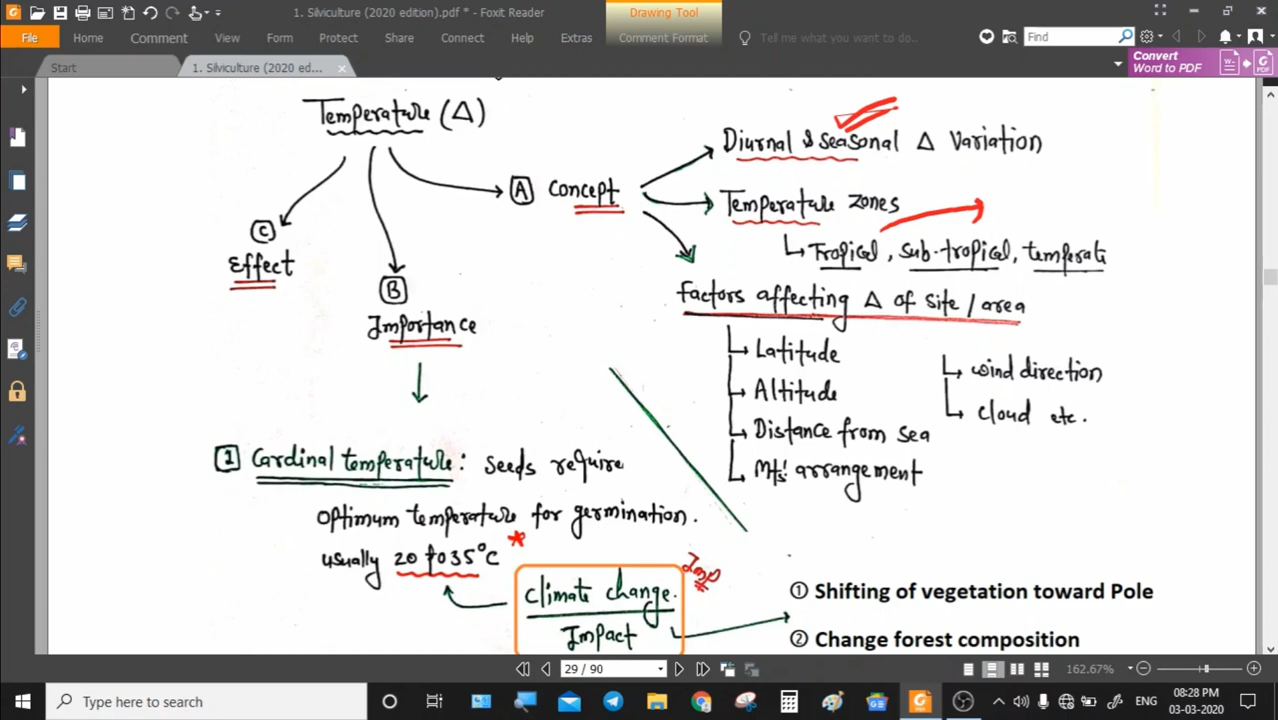 1. Silviculture (2020 edition).pdf * - Foxit Reader
Drawing Tool
File Home Comment View Form Protect Share Connect Help Extras Comment Format Tell me what you want to do... Find
Start 1. Silviculture (2020 ed... Convert Word to PDF
Temperature (Δ)
Diurnal & seasonal Δ Variation
Ⓐ Concept
Temperature zones
Tropical, sub-tropical, temperate
Ⓒ
Effect
Ⓑ
Importance
Factors affecting Δ of site / area
Latitude
Altitude
Distance from sea
Mts! arrangement
wind direction
cloud etc.
1 Cardinal temperature: seeds require
optimum temperature for germination.
usually 20 to 35°C *
Imp
climate change.
Impact
① Shifting of vegetation toward Pole
② Change forest composition
29 / 90 162.67%
Type here to search ENG 08:28 PM
03-03-2020